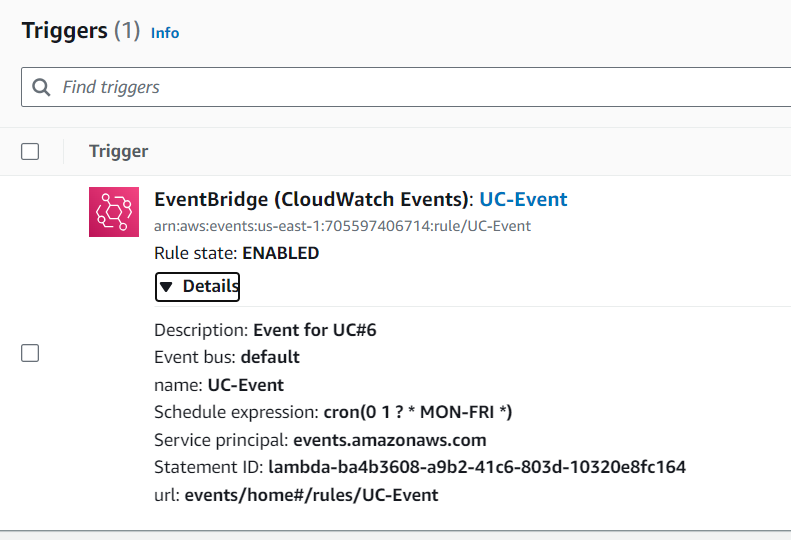 Triggers (1) Info
Find triggers
Trigger
EventBridge (CloudWatch Events): UC-Event
arn:aws:events:us-east-1:705597406714:rule/UC-Event
Rule state: ENABLED
▼ Details
Description: Event for UC#6
Event bus: default
name: UC-Event
Schedule expression: cron(0 1 ? * MON-FRI *)
Service principal: events.amazonaws.com
Statement ID: lambda-ba4b3608-a9b2-41c6-803d-10320e8fc164
url: events/home#/rules/UC-Event